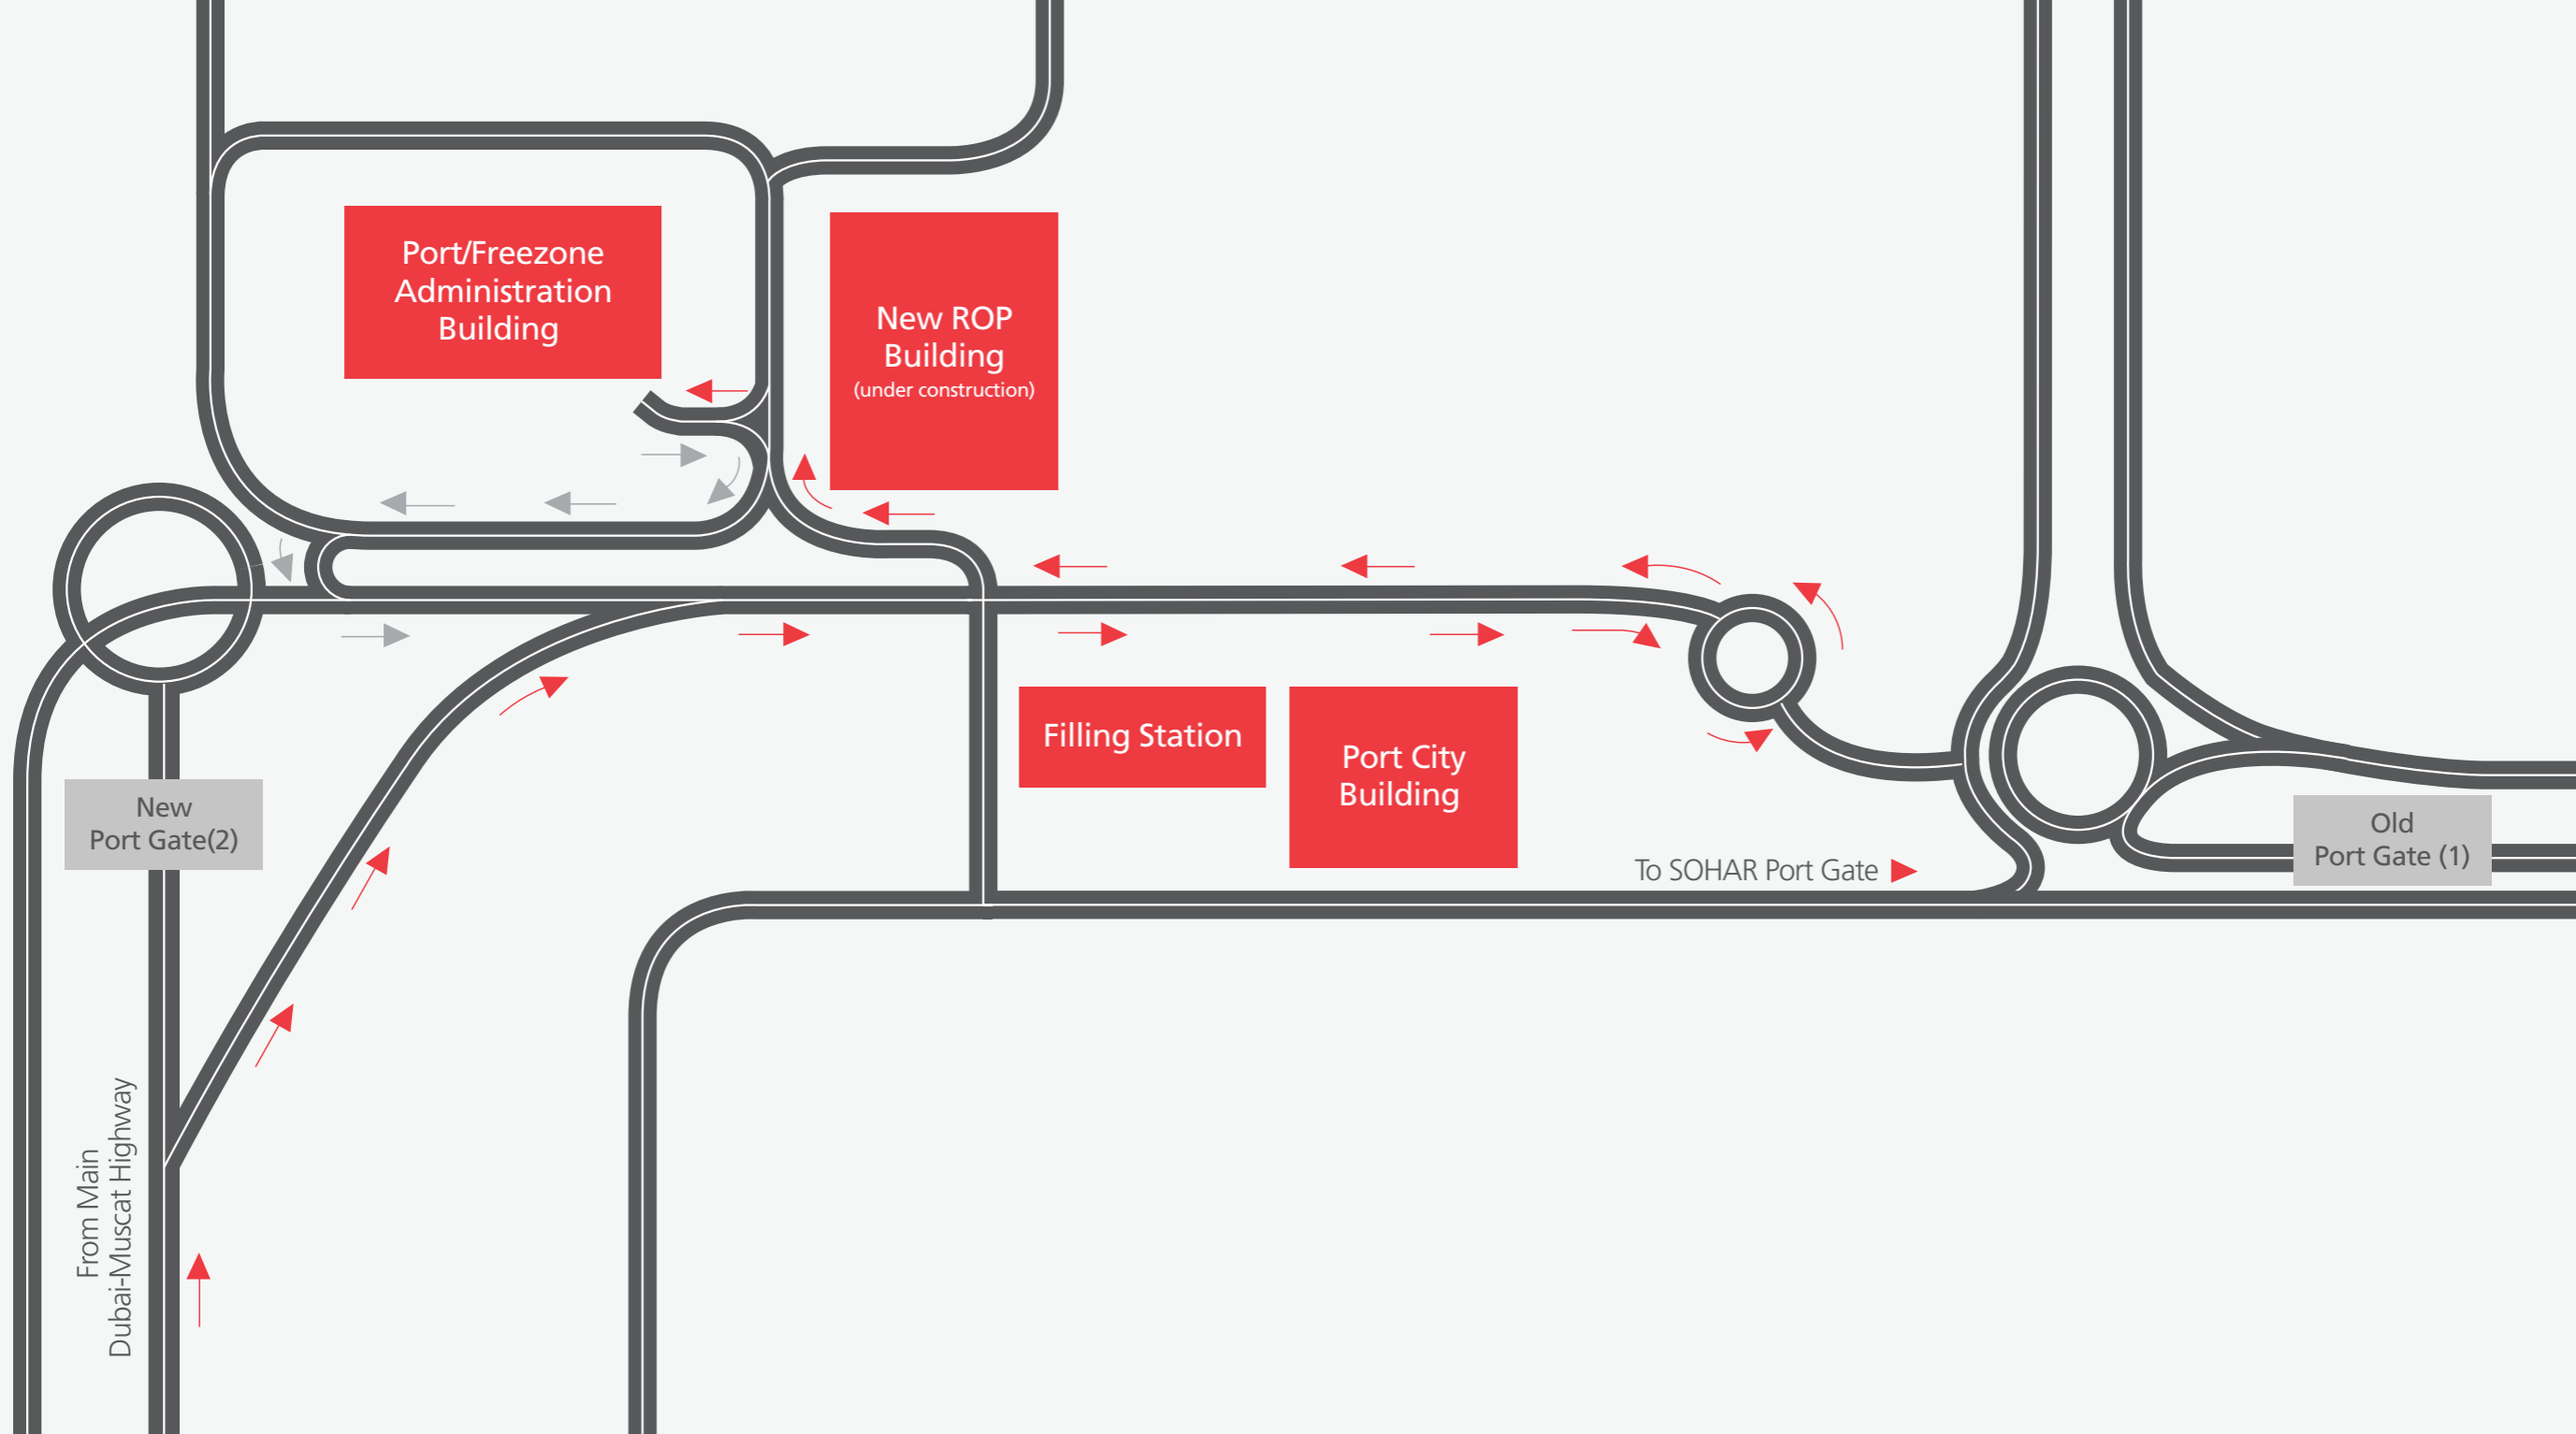 Port/Freezone
Administration
Building
New ROP
Building
(under construction)
Filling Station
Port City
Building
New
Port Gate(2)
Old
Port Gate (1)
To SOHAR Port Gate
From Main
Dubai-Muscat Highway